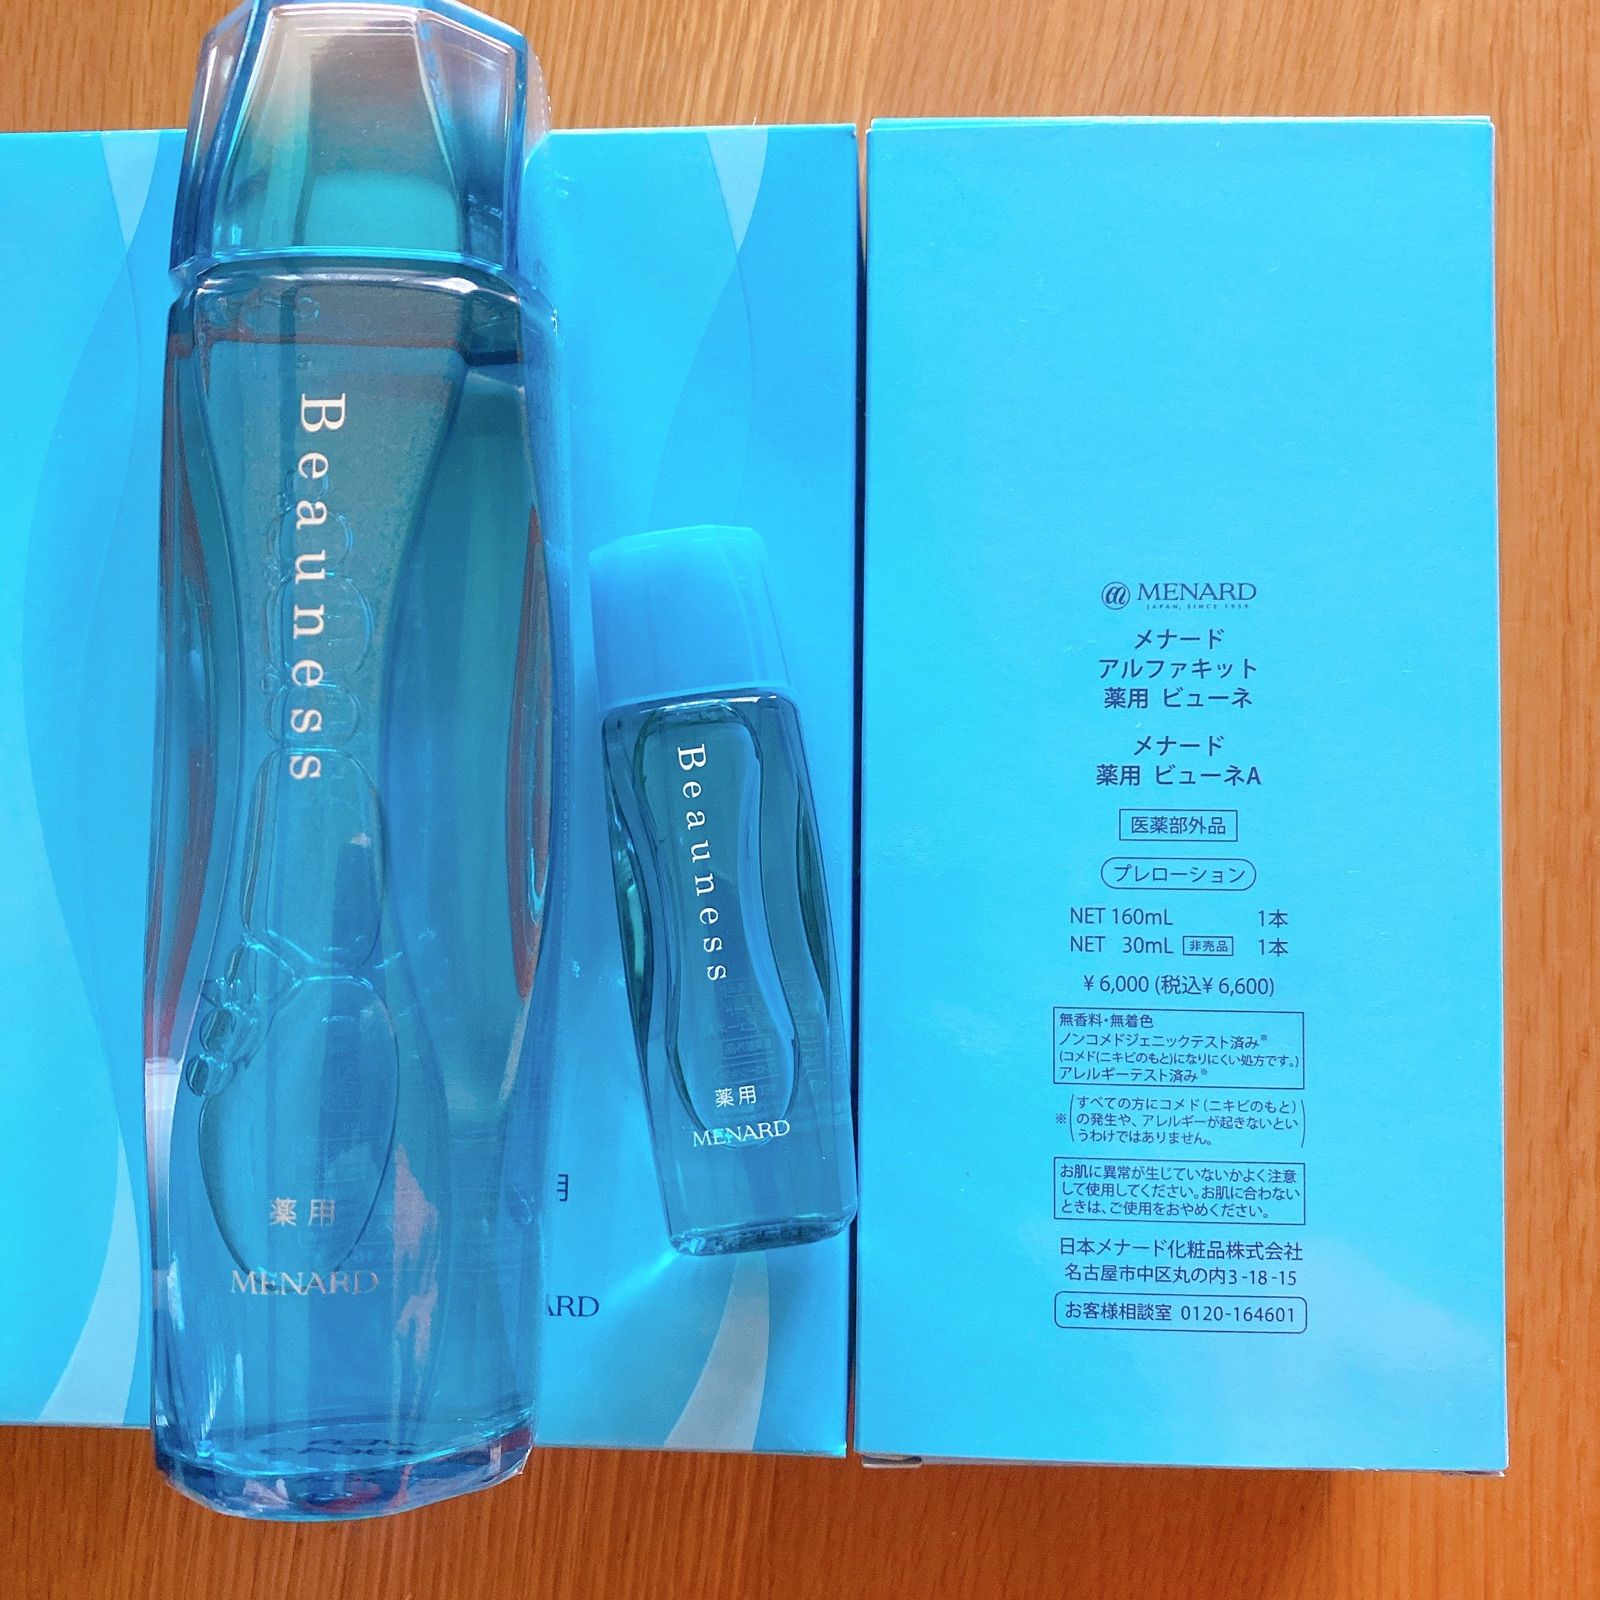 Beauness
薬用
MENARD
Beauness
薬用
MENARD
用
ARD
MENARD
JAPAN, SINCE 1959
メナード
アルファキット
薬用 ビューネ
メナード
薬用 ビューネA
医薬部外品
プレローション
NET 160mL 1本
NET 30mL 非売品 1本
¥6,000 (税込¥6,600)
無香料・無着色
ノンコメドジェニックテスト済み※
(コメド(ニキビのもと)になりにくい処方です。)
アレルギーテスト済み※
※(すべての方にコメド(ニキビのもと)
の発生や、アレルギーが起きないとい
うわけではありません。)
お肌に異常が生じていないかよく注意
して使用してください。お肌に合わない
ときは、ご使用をおやめください。
日本メナード化粧品株式会社
名古屋市中区丸の内3-18-15
お客様相談室 0120-164601